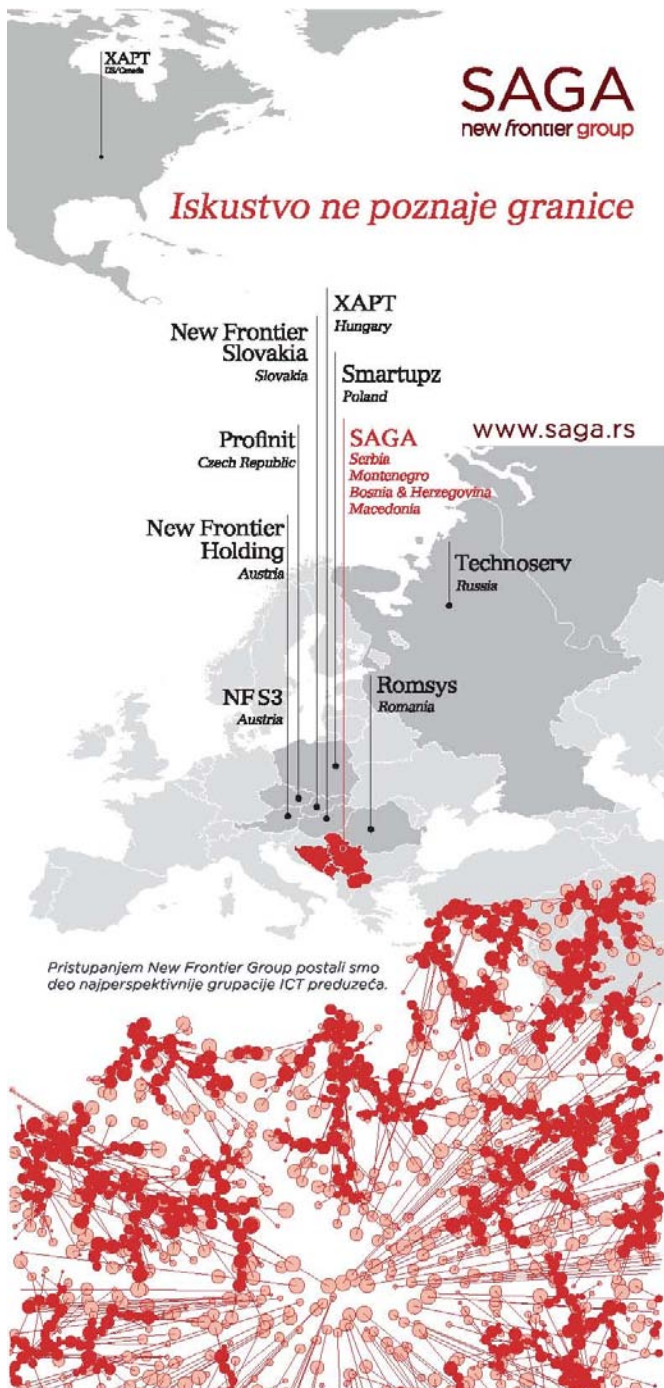 XAPT
US/Canada
SAGA
new frontier group
Iskustvo ne poznaje granice
XAPT
Hungary
New Frontier
Slovakia
Slovakia
Smartupz
Poland
Profinit
Czech Republic
SAGA
Serbia
Montenegro
Bosnia & Herzegovina
Macedonia
www.saga.rs
New Frontier
Holding
Austria
Technoserv
Russia
NFS3
Austria
Romsys
Romania
Pristupanjem New Frontier Group postali smo
deo najperspektivnije grupacije ICT preduzeća.